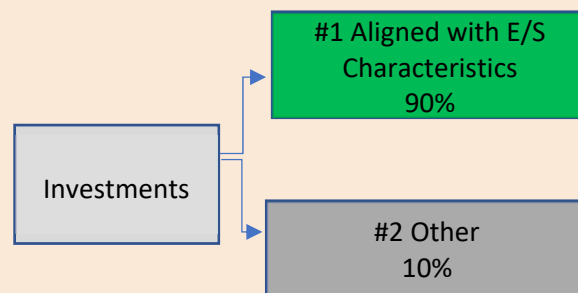 #1 Aligned with E/S
Characteristics
90%
Investments
#2 Other
10%